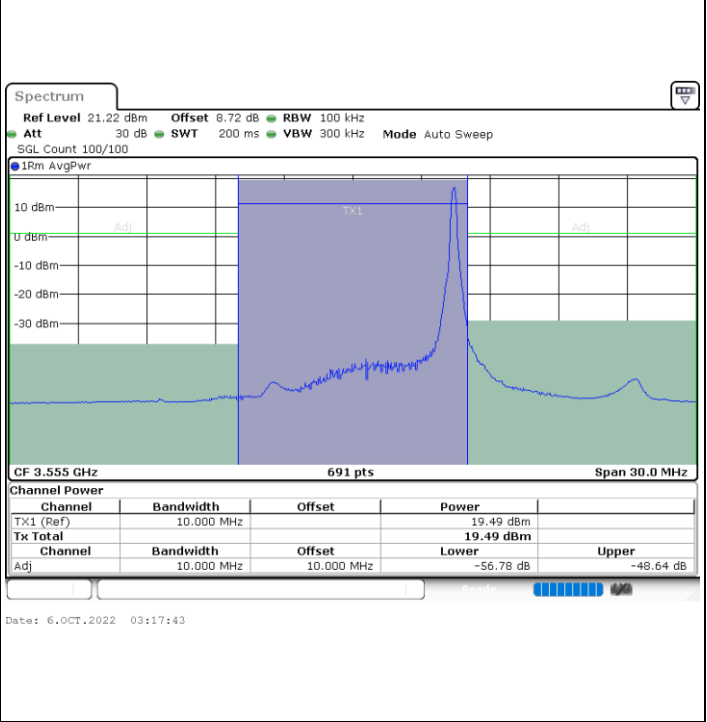 Spectrum
Ref Level 21.22 dBm Offset 8.72 dB RBW 100 kHz
Att 30 dB SWT 200 ms VBW 300 kHz Mode Auto Sweep
SGL Count 100/100
1Rm AvgPwr
10 dBm
TX1
Adj Adj
0 dBm
-10 dBm
-20 dBm
-30 dBm
CF 3.555 GHz 691 pts Span 30.0 MHz
Channel Power
Channel Bandwidth Offset Power
TX1 (Ref) 10.000 MHz 19.49 dBm
Tx Total 19.49 dBm
Channel Bandwidth Offset Lower Upper
Adj 10.000 MHz 10.000 MHz -56.78 dB -48.64 dB
Ready
Date: 6.OCT.2022 03:17:43